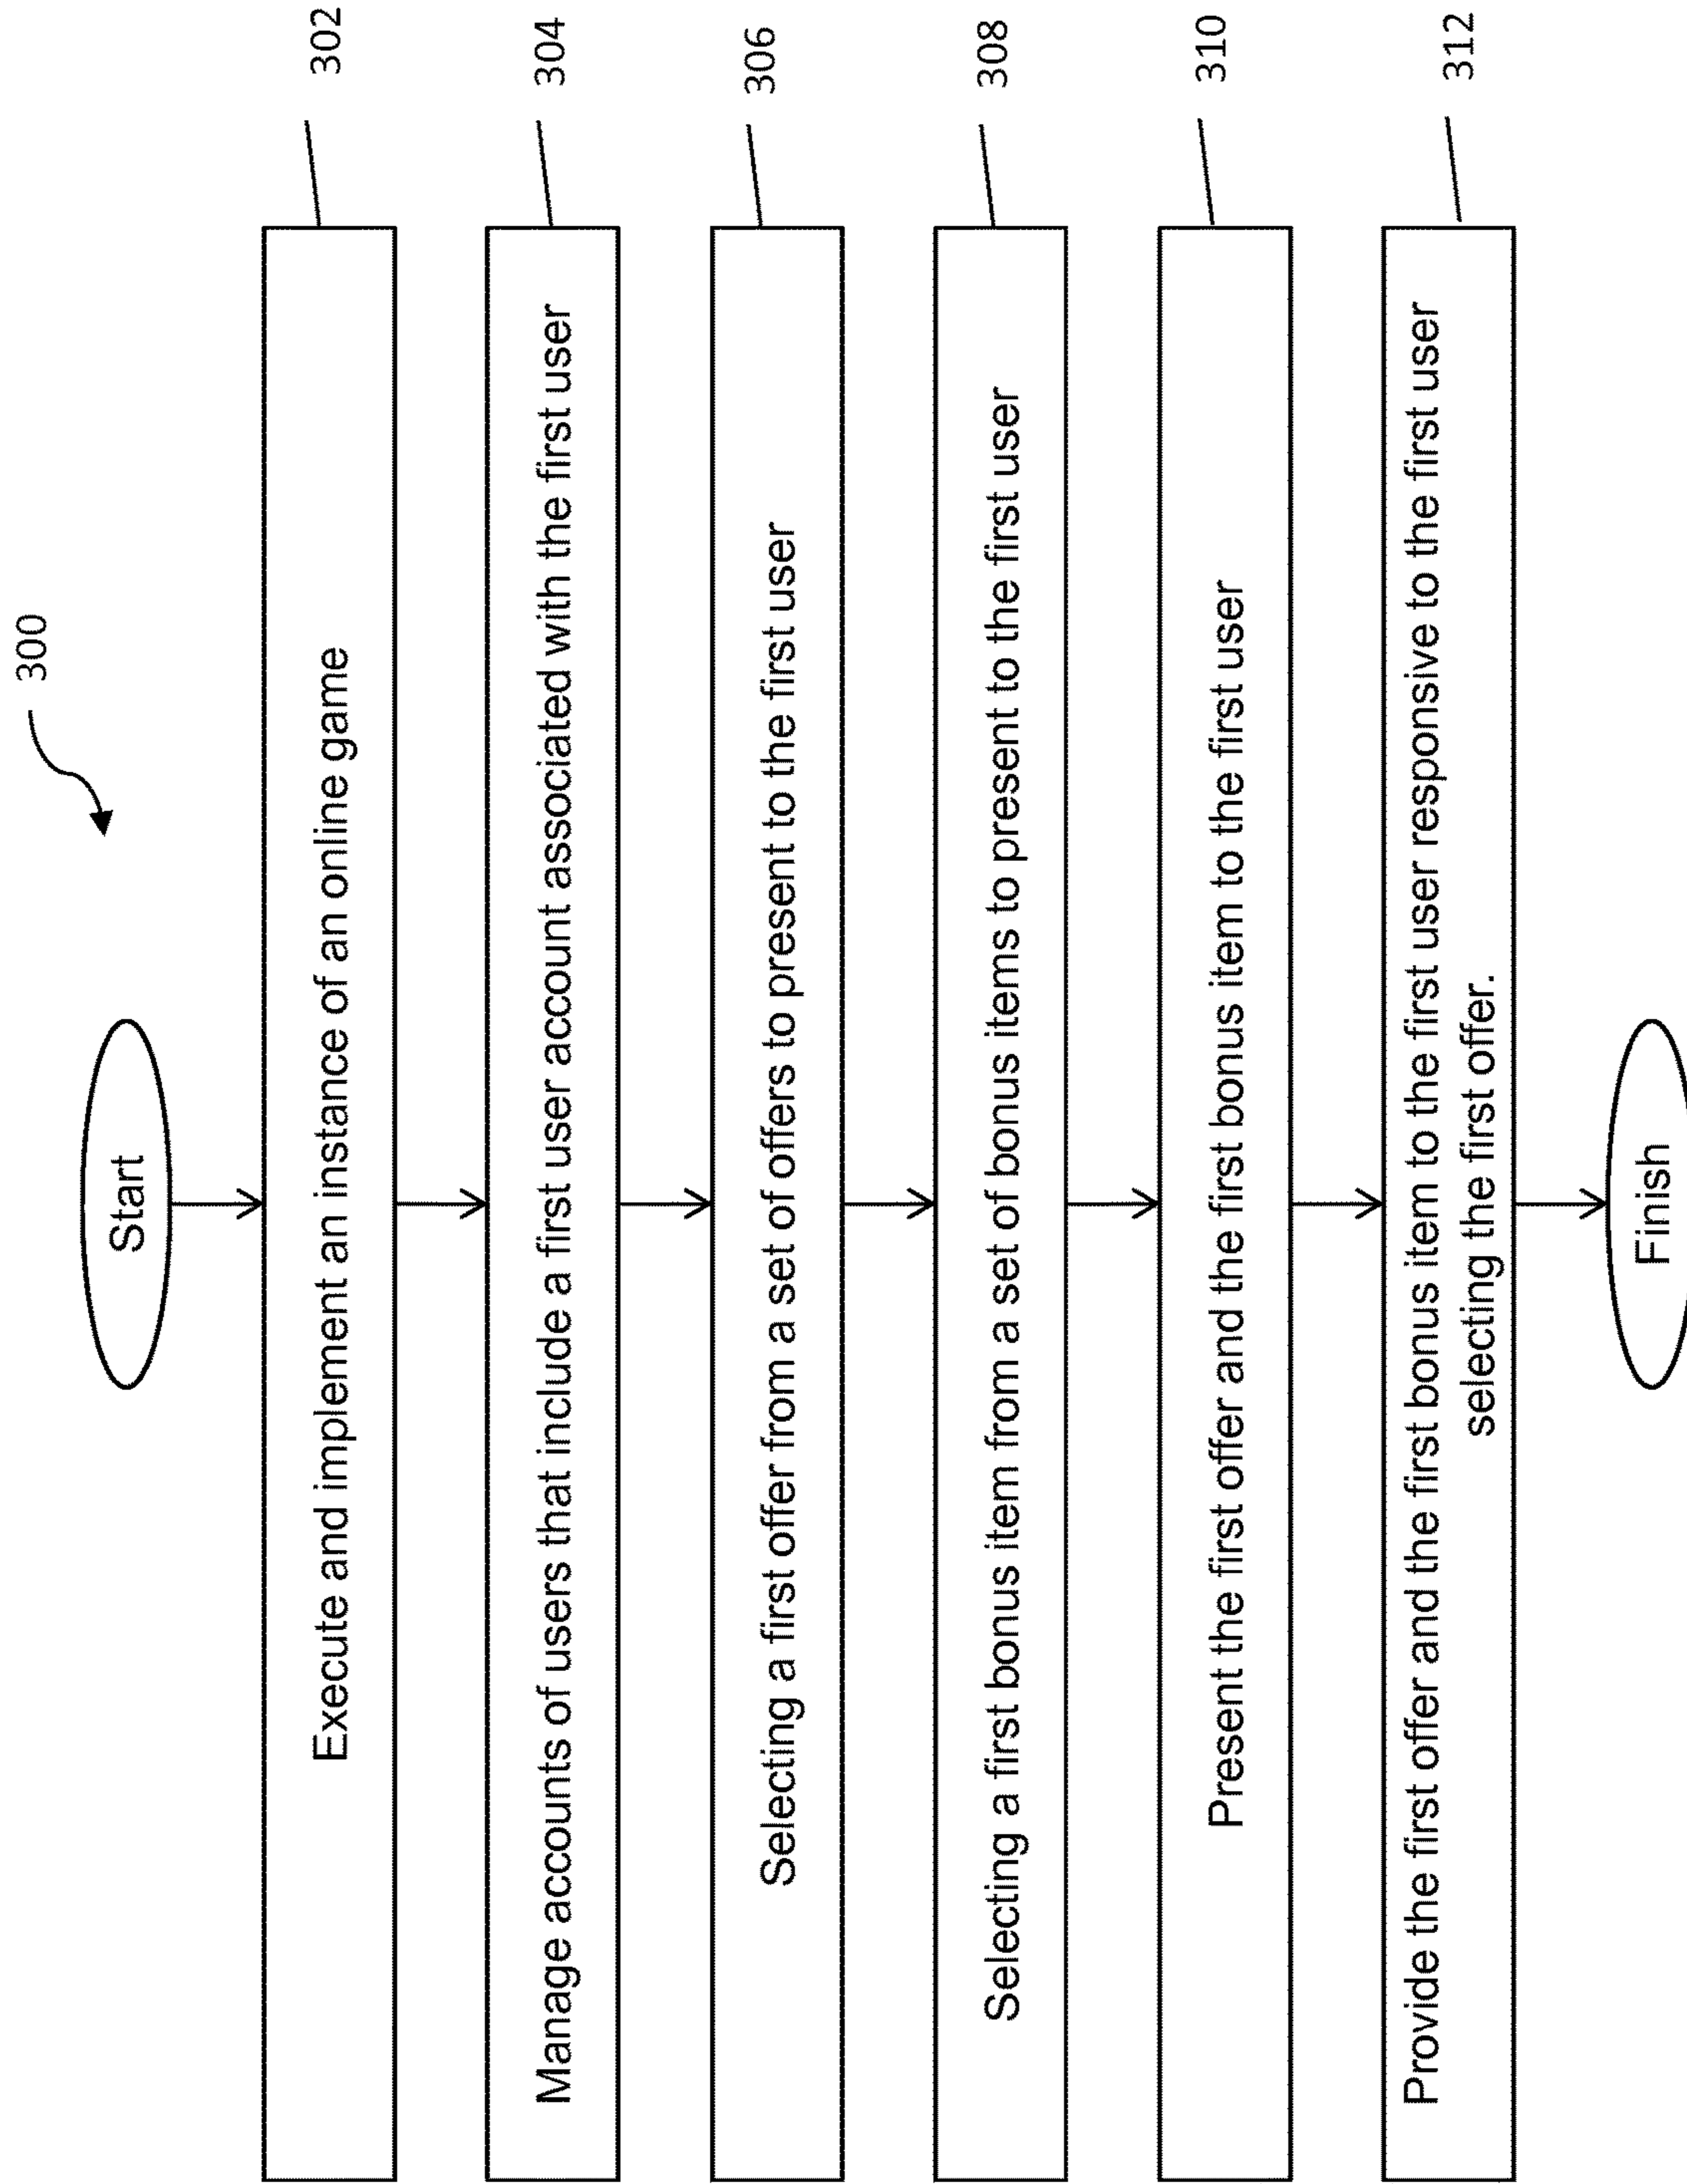 300
Start
Execute and implement an instance of an online game
302
Manage accounts of users that include a first user account associated with the first user
304
Selecting a first offer from a set of offers to present to the first user
306
Selecting a first bonus item from a set of bonus items to present to the first user
308
Present the first offer and the first bonus item to the first user
310
Provide the first offer and the first bonus item to the first user responsive to the first user
selecting the first offer.
312
Finish